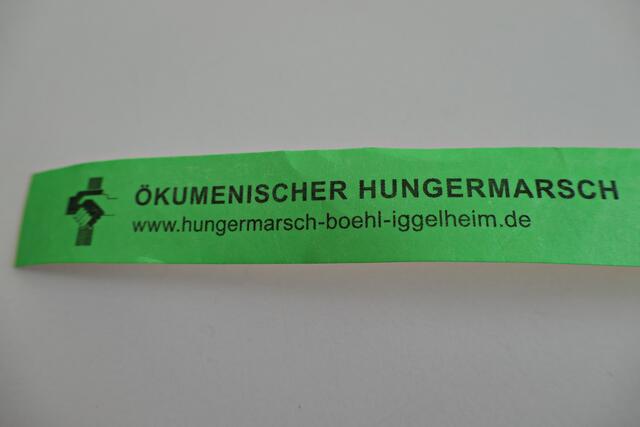 ÖKUMENISCHER HUNGERMARSCH
www.hungermarsch-boehl-iggelheim.de